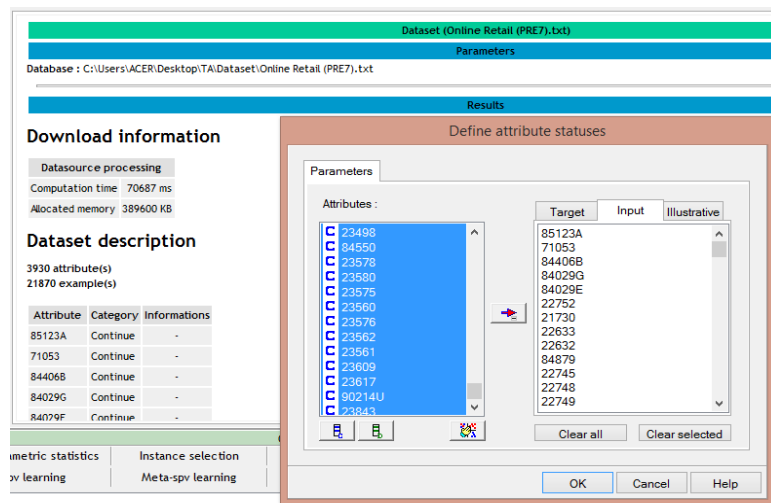 Dataset (Online Retail (PRE7).txt)
Parameters
Database : C:\Users\ACER\Desktop\TA\Dataset\Online Retail (PRE7).txt
Results
Download information
Datasource processing
Computation time 70687 ms
Allocated memory 389600 KB
Dataset description
3930 attribute(s)
21870 example(s)
Attribute Category Informations
85123A Continue -
71053 Continue -
84406B Continue -
84029G Continue -
84029E Continue -
ametric statistics Instance selection
pv learning Meta-spv learning
Define attribute statuses
Parameters
Attributes :
C 23498
C 84550
C 23578
C 23580
C 23575
C 23560
C 23576
C 23562
C 23561
C 23609
C 23617
C 90214U
C 23843
Target Input Illustrative
85123A
71053
84406B
84029G
84029E
22752
21730
22633
22632
84879
22745
22748
22749
Clear all Clear selected
OK Cancel Help